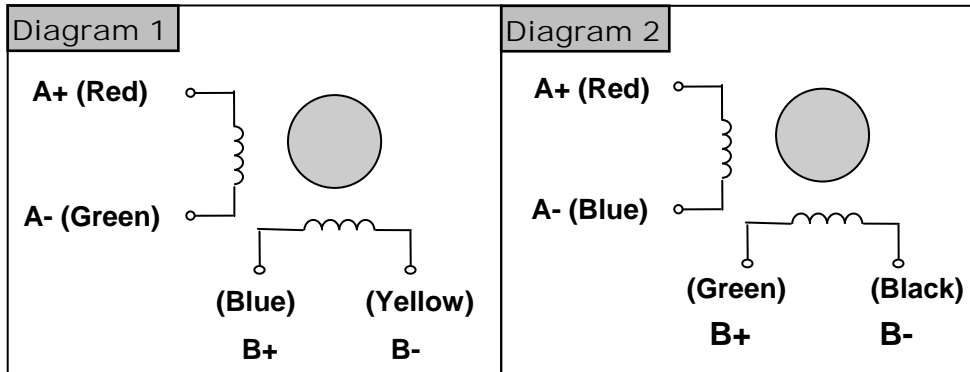 Diagram 1
A+ (Red)
A- (Green)
(Blue) (Yellow)
B+ B-
Diagram 2
A+ (Red)
A- (Blue)
(Green) (Black)
B+ B-